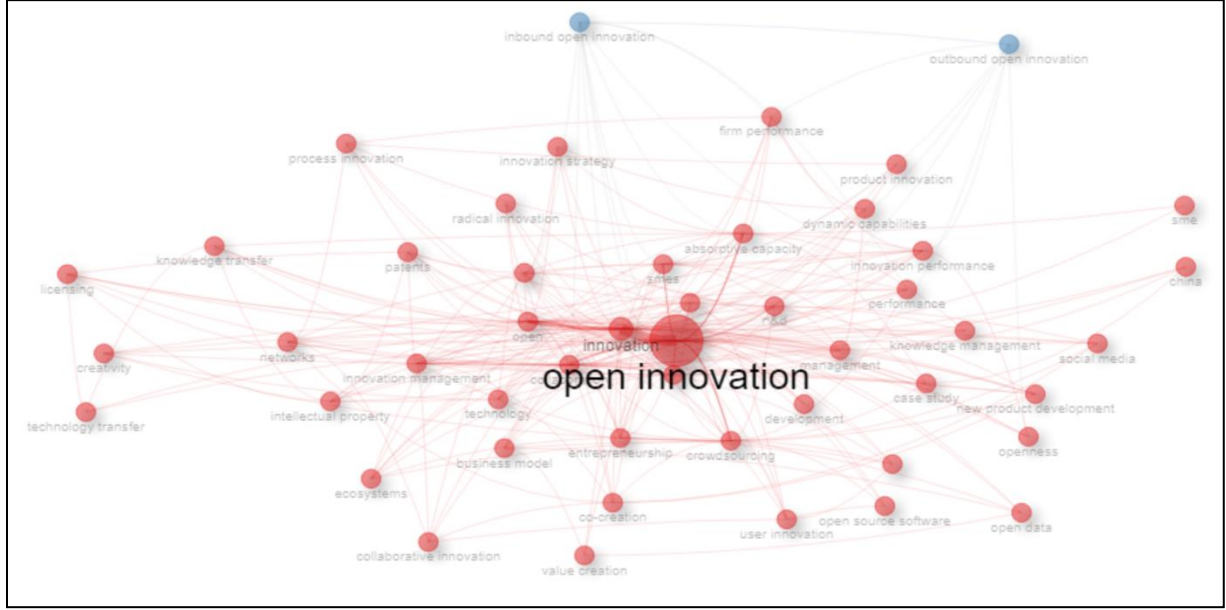 inbound open innovation
outbound open innovation
firm performance
process innovation
innovation strategy
product innovation
radical innovation
dynamic capabilities
sme
absorptive capacity
knowledge transfer
patents
innovation performance
smes
licensing
china
performance
r&d
open
innovation
knowledge management
networks
social media
management
creativity
innovation management
open innovation
case study
development
new product development
intellectual property
technology
technology transfer
openness
entrepreneurship
crowdsourcing
business model
ecosystems
co-creation
open source software
open data
user innovation
collaborative innovation
value creation